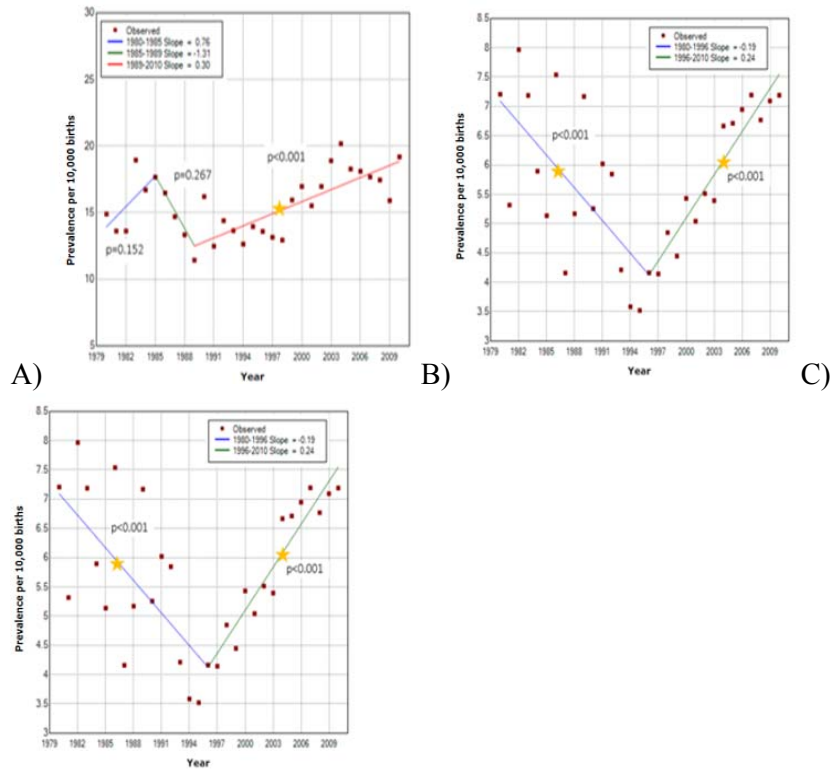 30
25
20
15
10
5
Prevalence per 10,000 births
Observed
1980-1985 Slope = 0.76
1985-1989 Slope = -1.31
1989-2010 Slope = 0.30
p=0.152
p=0.267
p<0.001
1979 1982 1985 1988 1991 1994 1997 2000 2003 2006 2009
Year
A)
8.5
8
7.5
7
6.5
6
5.5
5
4.5
4
3.5
3
Prevalence per 10,000 births
Observed
1980-1996 Slope = -0.19
1996-2010 Slope = 0.24
p<0.001
p<0.001
1979 1982 1985 1988 1991 1994 1997 2000 2003 2006 2009
Year
B)
C)
8.5
8
7.5
7
6.5
6
5.5
5
4.5
4
3.5
3
Prevalence per 10,000 births
Observed
1980-1996 Slope = -0.19
1996-2010 Slope = 0.24
p<0.001
p<0.001
1979 1982 1985 1988 1991 1994 1997 2000 2003 2006 2009
Year